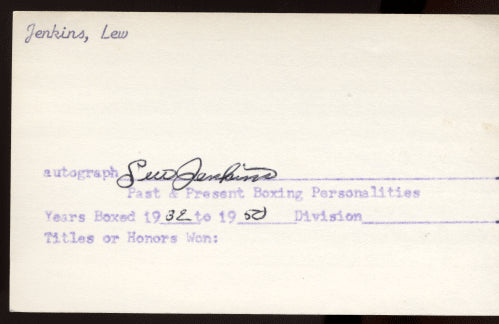 Jenkins, Lew
autograph Lew Jenkins
Past & Present Boxing Personalities
Years Boxed 1932 to 1950 Division
Titles or Honors Won: